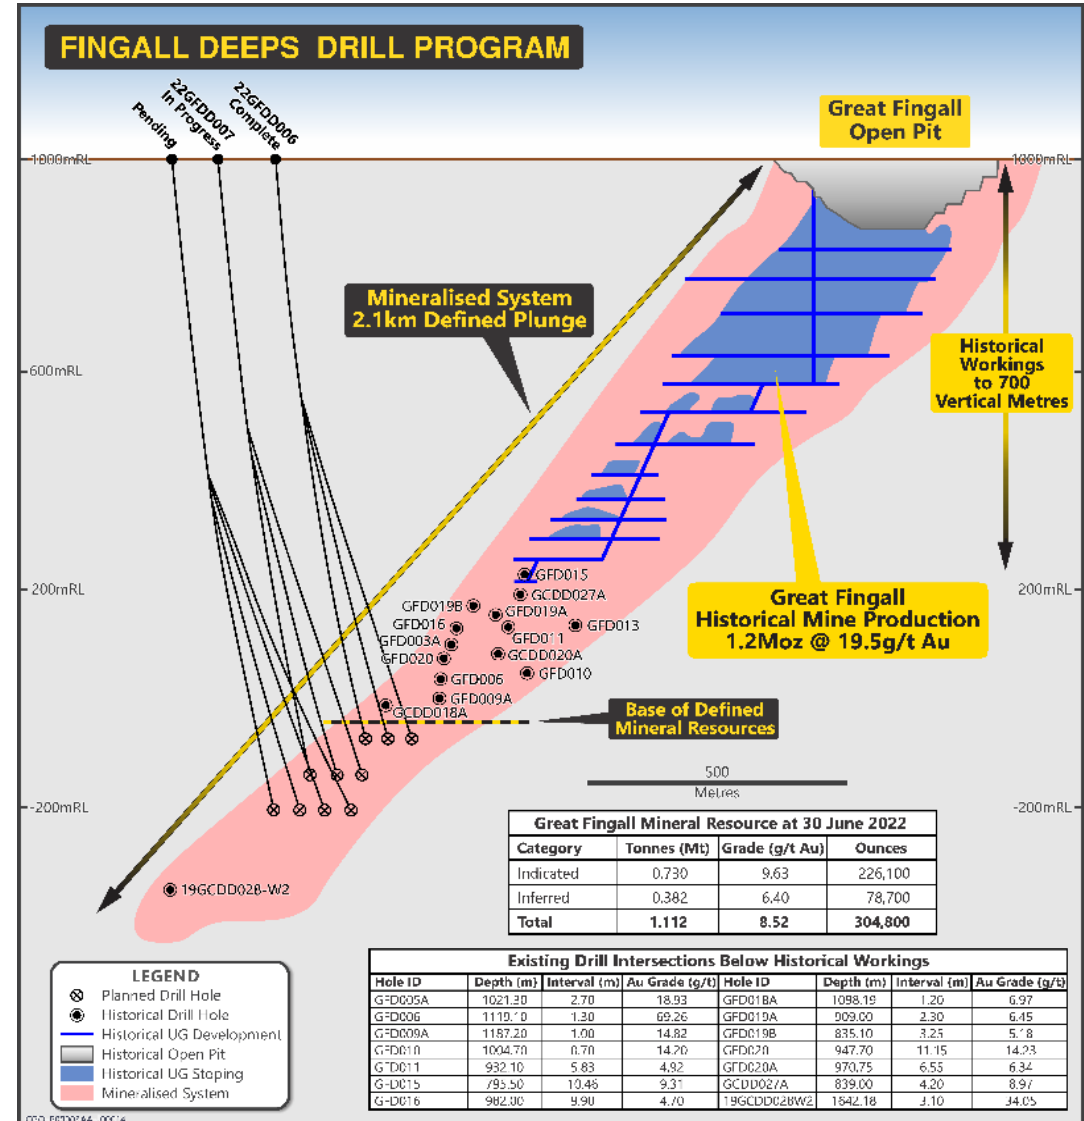 FINGALL DEEPS DRILL PROGRAM
Pending
22GFDD007
In Progress
22GFDD006
Complete
Great Fingall
Open Pit
1000mRL
1000mRL
Mineralised System
2.1km Defined Plunge
Historical
Workings
to 700
Vertical Metres
600mRL
200mRL
200mRL
GFD015
GCDD027A
GFD019B
GFD019A
GFD016
GFD011
GFD013
GFD003A
GFD020
GCDD020A
GFD006
GFD010
GFD009A
GCDD018A
Great Fingall
Historical Mine Production
1.2Moz @ 19.5g/t Au
Base of Defined
Mineral Resources
500
Metres
-200mRL
-200mRL
19GCDD02B-W2
Great Fingall Mineral Resource at 30 June 2022
Category Tonnes (Mt) Grade (g/t Au) Ounces
Indicated 0.730 9.63 226,100
Inferred 0.382 6.40 78,700
Total 1.112 8.52 304,800
LEGEND
Planned Drill Hole
Historical Drill Hole
Historical UG Development
Historical Open Pit
Historical UG Stoping
Mineralised System
Existing Drill Intersections Below Historical Workings
Hole ID Depth (m) Interval (m) Au Grade (g/t) Hole ID Depth (m) Interval (m) Au Grade (g/t)
GFD005A 1021.30 2.70 18.93 GFD018A 1098.19 1.20 6.97
GFD006 1119.10 1.30 69.26 GFD019A 909.00 2.30 6.45
GFD009A 1187.20 1.00 14.82 GFD019B 835.10 3.25 5.18
GFD010 1004.70 0.70 14.20 GFD020 947.70 11.15 14.23
GFD011 932.10 5.83 4.92 GFD020A 970.75 6.55 6.34
GFD015 795.50 10.46 9.31 GCDD027A 839.00 4.20 8.97
GFD016 982.00 9.90 4.70 19GCDD02BW2 1642.18 3.10 34.05